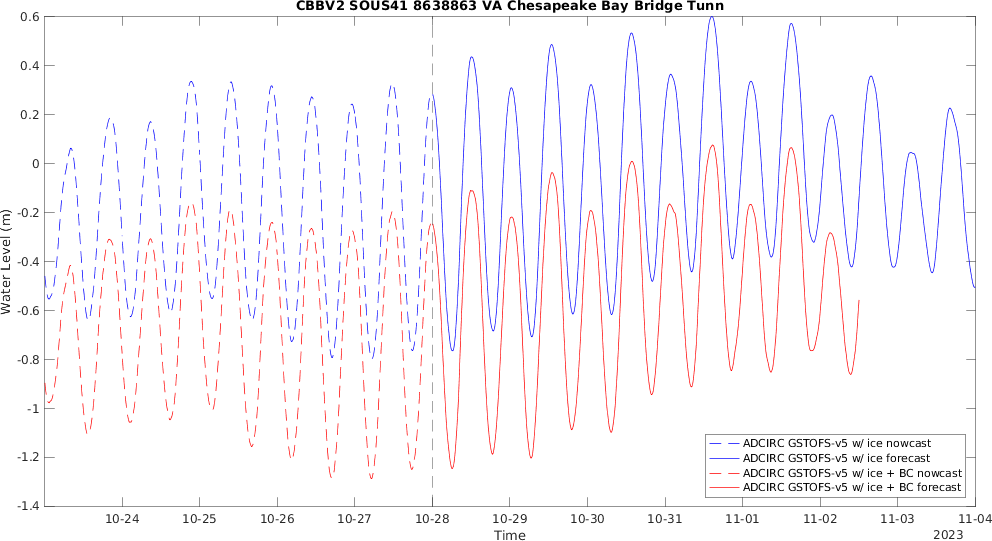 CBBV2 SOUS41 8638863 VA Chesapeake Bay Bridge Tunn
0.6
0.4
0.2
0
-0.2
-0.4
-0.6
-0.8
-1
-1.2
-1.4
Water Level (m)
ADCIRC GSTOFS-v5 w/ ice nowcast
ADCIRC GSTOFS-v5 w/ ice forecast
ADCIRC GSTOFS-v5 w/ ice + BC nowcast
ADCIRC GSTOFS-v5 w/ ice + BC forecast
10-24 10-25 10-26 10-27 10-28 10-29 10-30 10-31 11-01 11-02 11-03 11-04
Time
2023